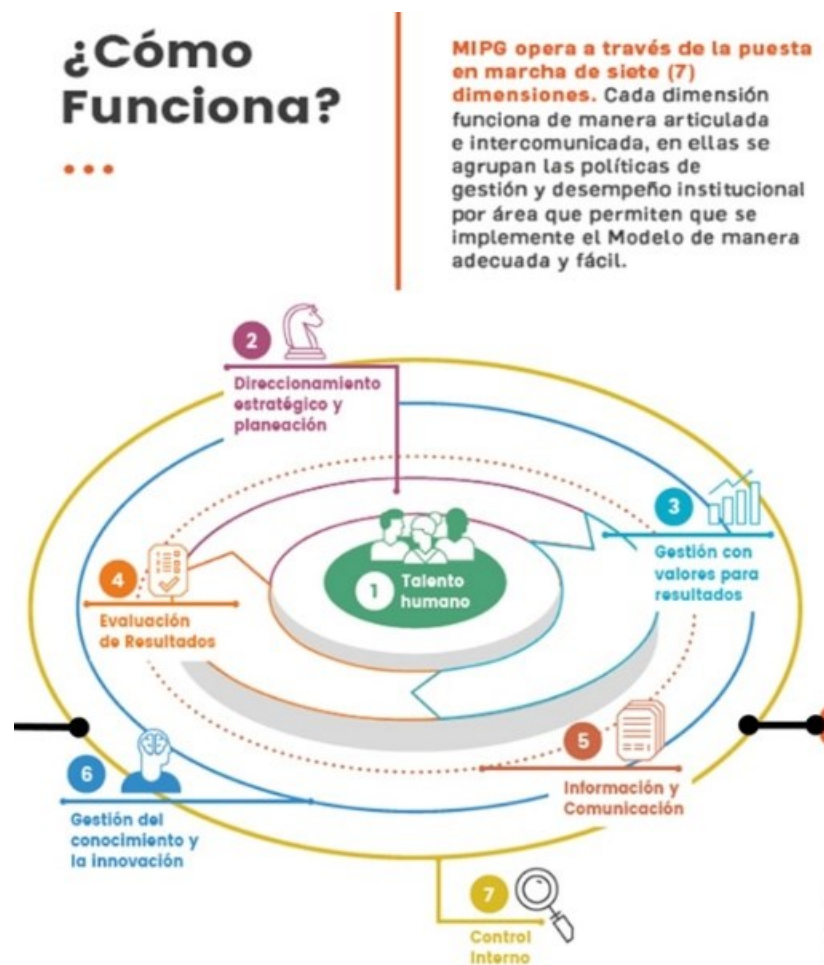 ¿Cómo
Funciona?
MIPG opera a través de la puesta
en marcha de siete (7)
dimensiones. Cada dimensión
funciona de manera articulada
e intercomunicada, en ellas se
agrupan las políticas de
gestión y desempeño institucional
por área que permiten que se
implemente el Modelo de manera
adecuada y fácil.
1
Talento
humano
2
Direccionamiento
estratégico y
planeación
3
Gestión con
valores para
resultados
4
Evaluación
de Resultados
5
Información y
Comunicación
6
Gestión del
conocimiento y
la innovación
7
Control
Interno